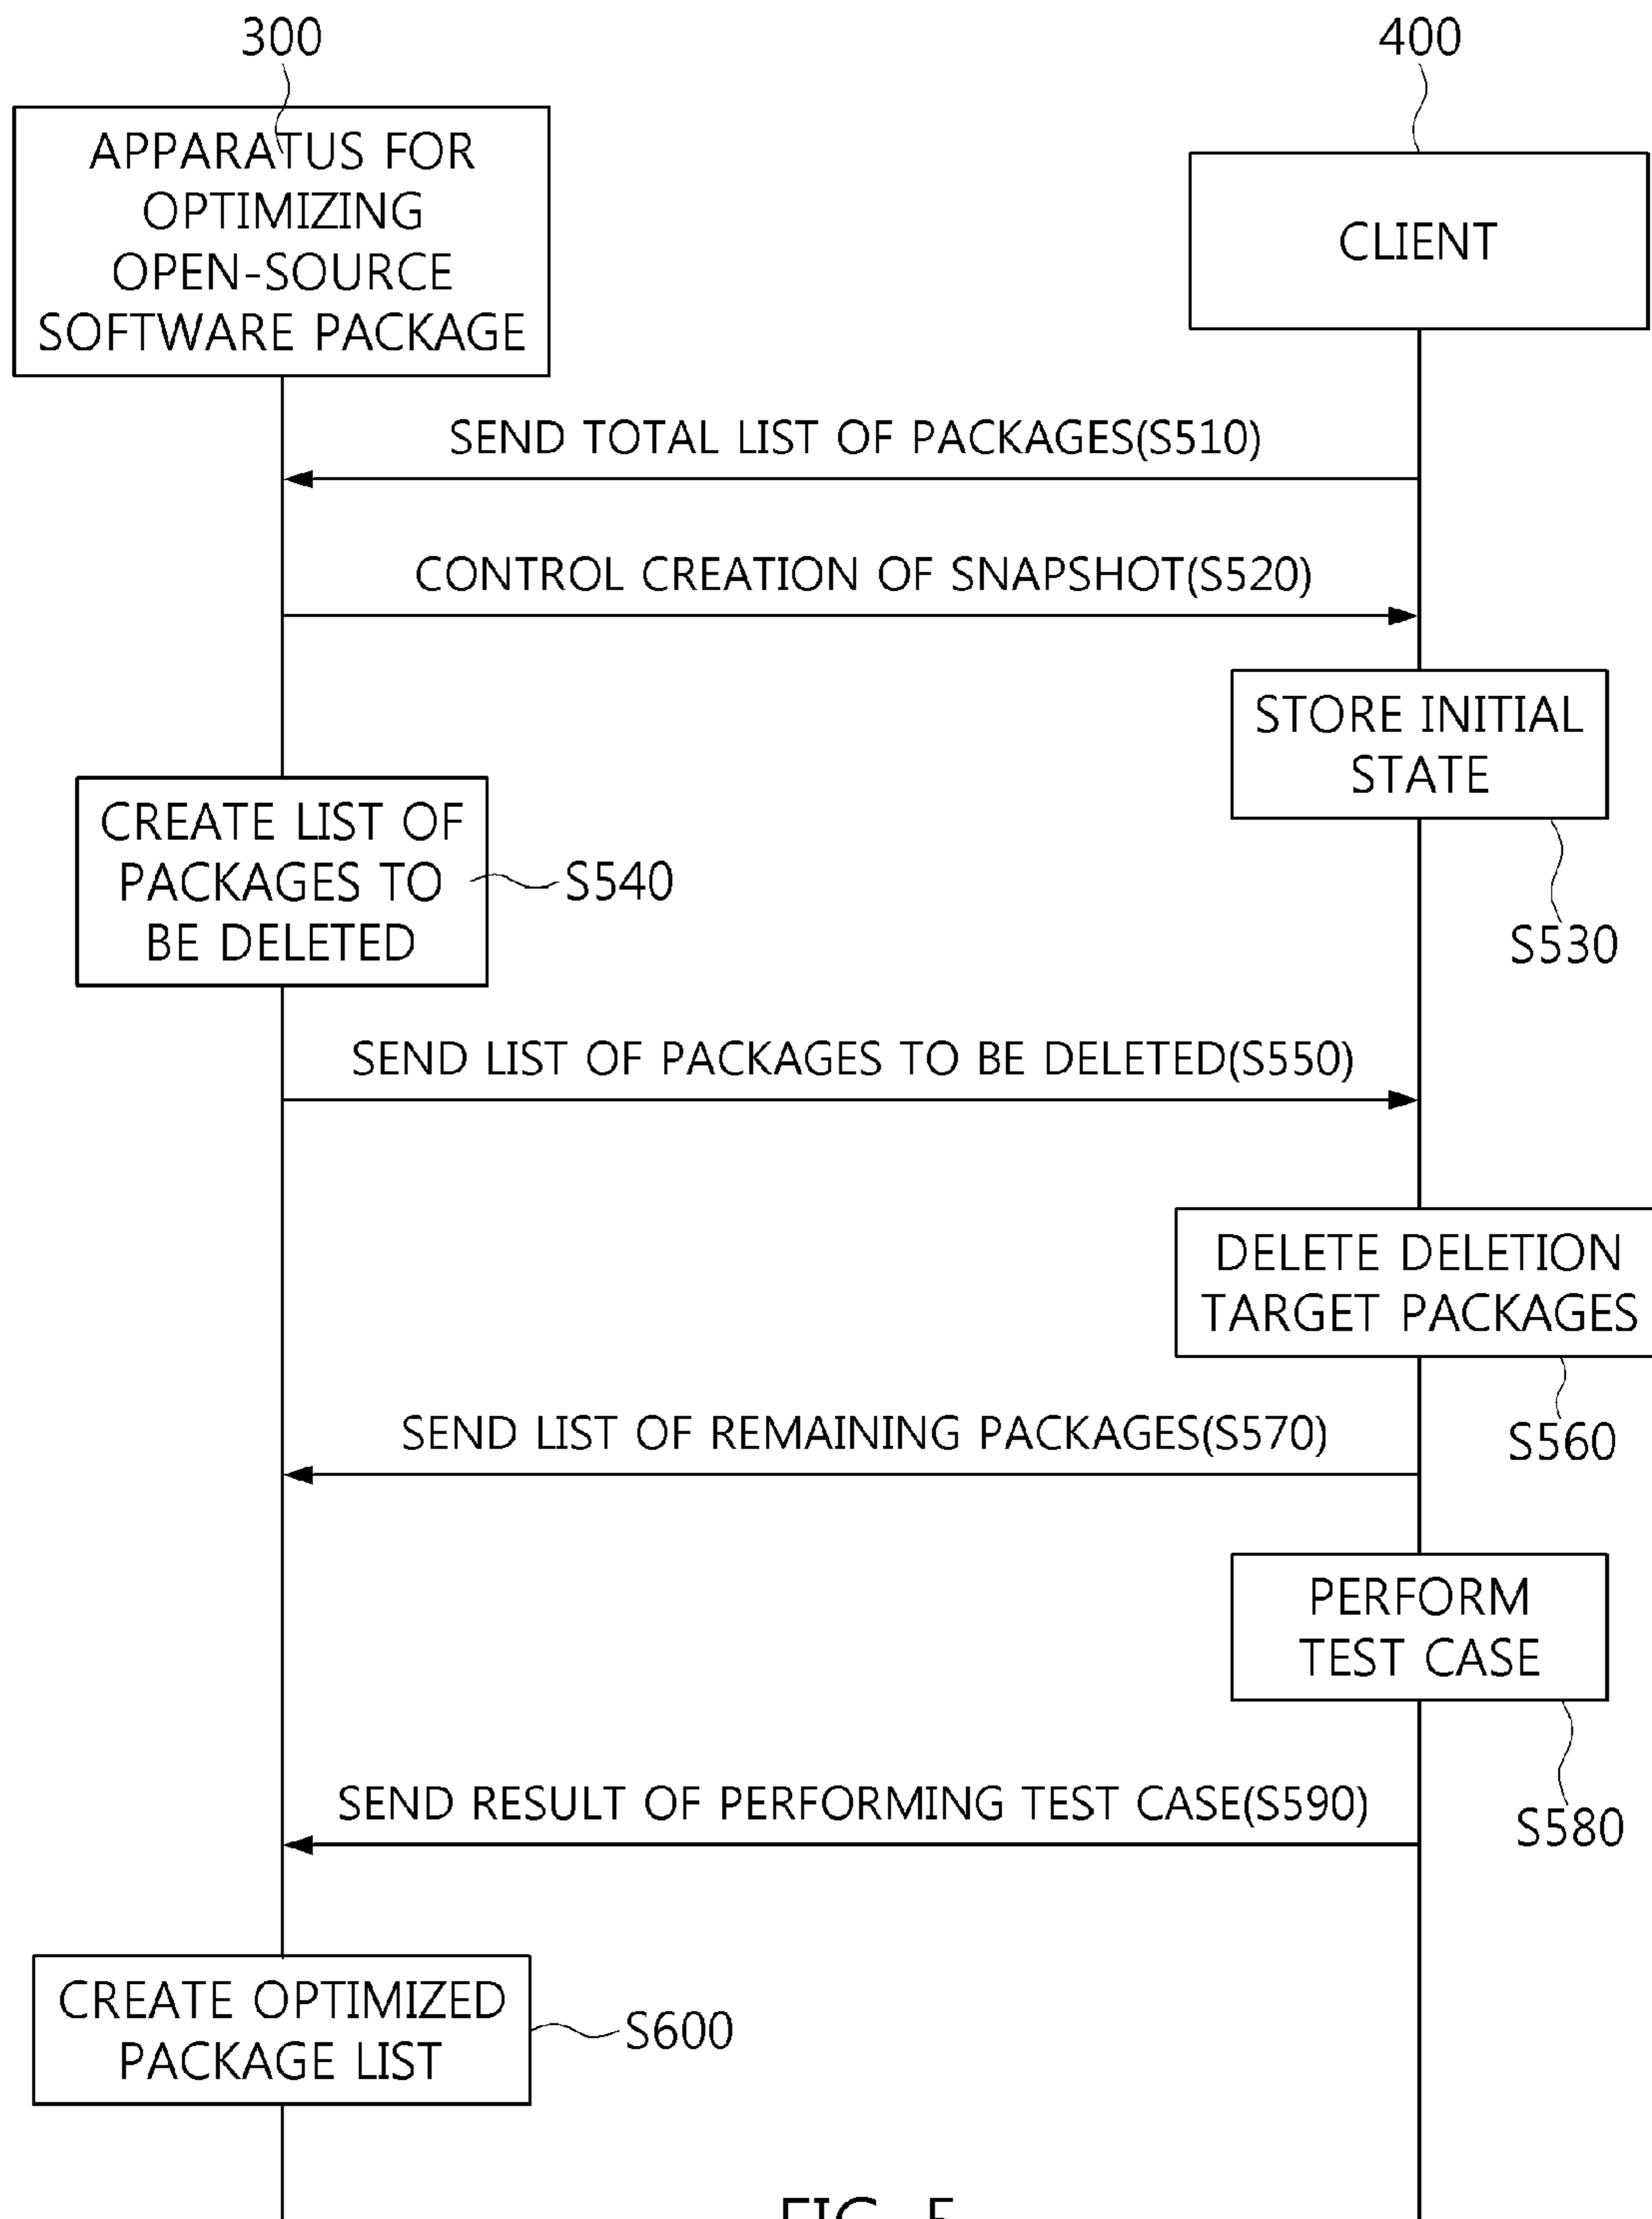 300
400
APPARATUS FOR
OPTIMIZING
OPEN-SOURCE
SOFTWARE PACKAGE
CLIENT
SEND TOTAL LIST OF PACKAGES(S510)
CONTROL CREATION OF SNAPSHOT(S520)
STORE INITIAL
STATE
S530
CREATE LIST OF
PACKAGES TO
BE DELETED
S540
SEND LIST OF PACKAGES TO BE DELETED(S550)
DELETE DELETION
TARGET PACKAGES
S560
SEND LIST OF REMAINING PACKAGES(S570)
PERFORM
TEST CASE
S580
SEND RESULT OF PERFORMING TEST CASE(S590)
CREATE OPTIMIZED
PACKAGE LIST
S600
FIG. 5